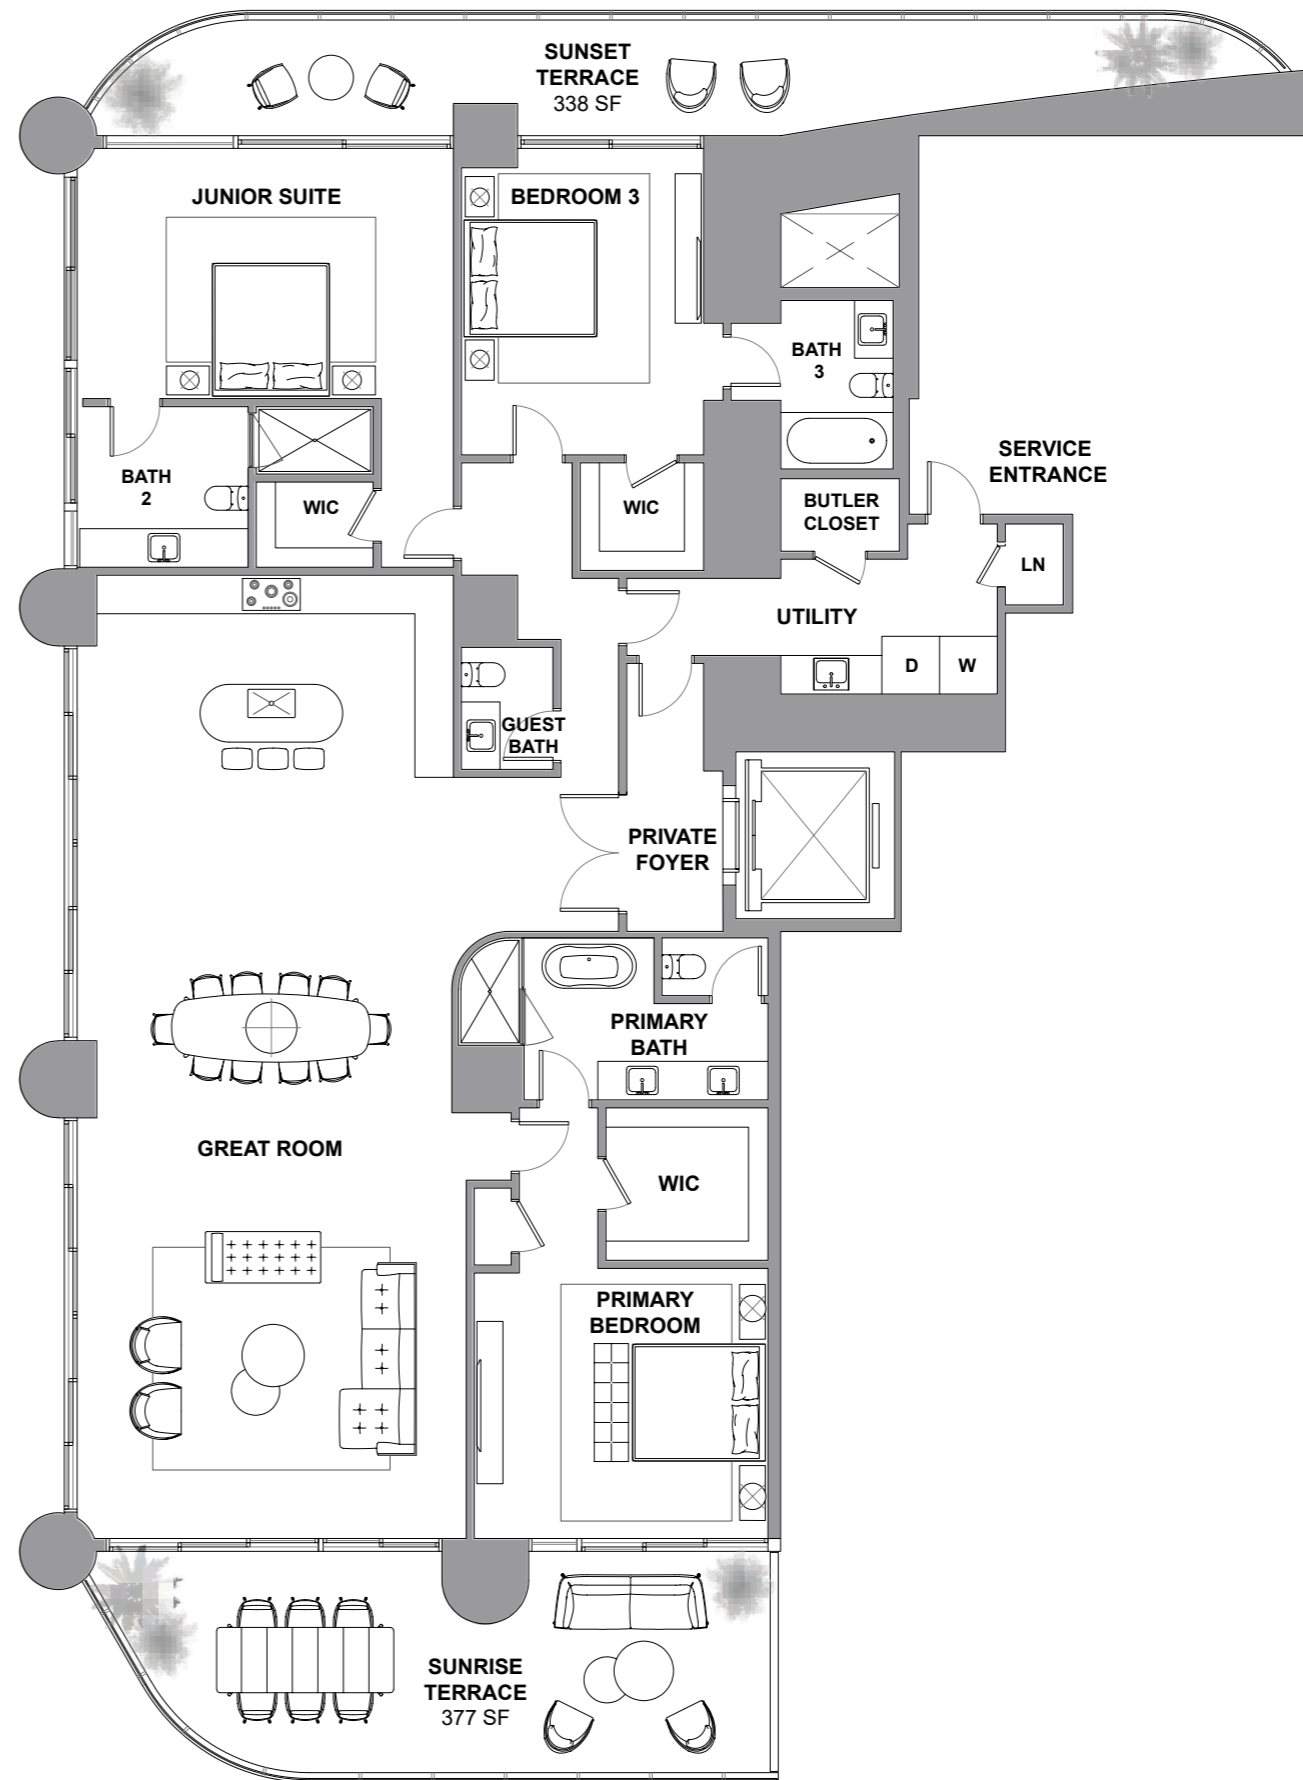 SUNSET
TERRACE
338 SF
JUNIOR SUITE
BEDROOM 3
BATH
3
SERVICE
ENTRANCE
BATH
2
WIC
WIC
BUTLER
CLOSET
LN
UTILITY
D
W
GUEST
BATH
PRIVATE
FOYER
PRIMARY
BATH
GREAT ROOM
WIC
PRIMARY
BEDROOM
SUNRISE
TERRACE
377 SF